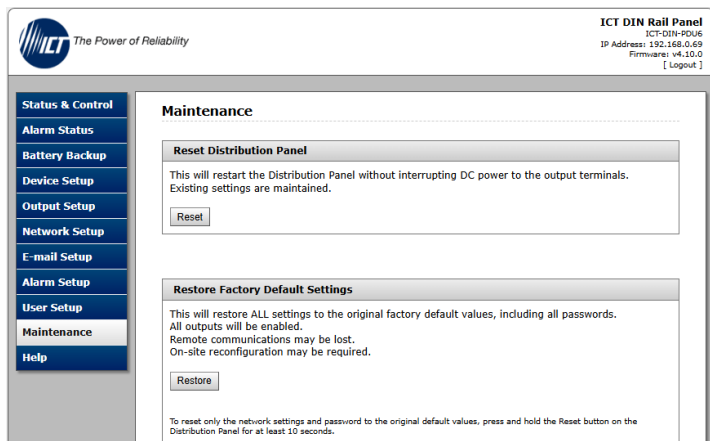 ICT
The Power of Reliability
ICT DIN Rail Panel
ICT-DIN-PDU6
IP Address: 192.168.0.69
Firmware: v4.10.0
[ Logout ]
Status & Control
Alarm Status
Battery Backup
Device Setup
Output Setup
Network Setup
E-mail Setup
Alarm Setup
User Setup
Maintenance
Help
Maintenance
Reset Distribution Panel
This will restart the Distribution Panel without interrupting DC power to the output terminals.
Existing settings are maintained.
Reset
Restore Factory Default Settings
This will restore ALL settings to the original factory default values, including all passwords.
All outputs will be enabled.
Remote communications may be lost.
On-site reconfiguration may be required.
Restore
To reset only the network settings and password to the original default values, press and hold the Reset button on the
Distribution Panel for at least 10 seconds.